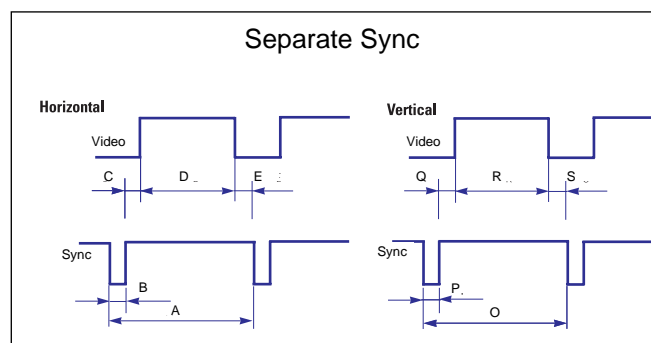 Separate Sync
Horizontal
Video
C D E
Sync
B
A
Vertical
Video
Q R S
Sync
P
O